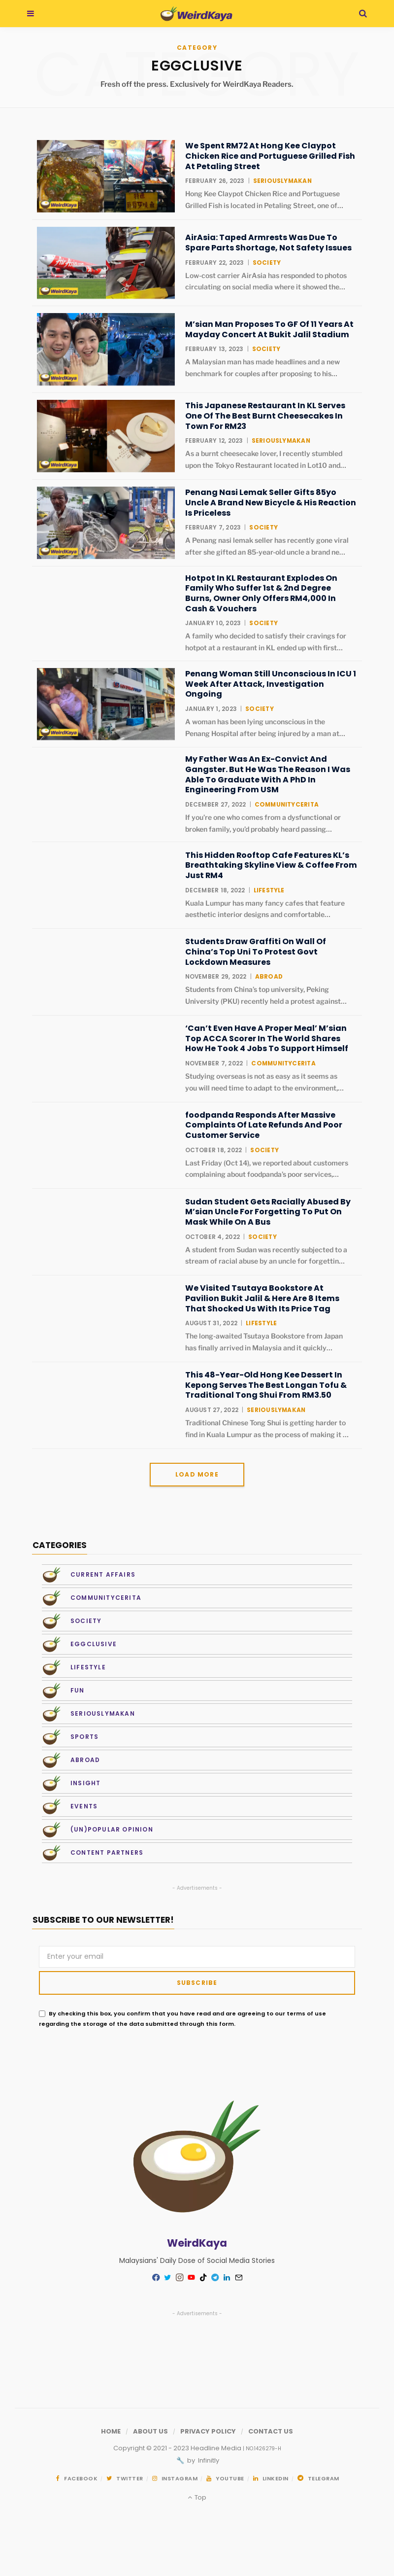 WeirdKaya
CATEGORY
CATEGORY
EGGCLUSIVE
Fresh off the press. Exclusively for WeirdKaya Readers.
We Spent RM72 At Hong Kee Claypot
Chicken Rice and Portuguese Grilled Fish
At Petaling Street
FEBRUARY 26, 2023 | SERIOUSLYMAKAN
Hong Kee Claypot Chicken Rice and Portuguese
Grilled Fish is located in Petaling Street, one of…
WeirdKaya
AirAsia: Taped Armrests Was Due To
Spare Parts Shortage, Not Safety Issues
FEBRUARY 22, 2023 | SOCIETY
Low-cost carrier AirAsia has responded to photos
circulating on social media where it showed the…
WeirdKaya
M’sian Man Proposes To GF Of 11 Years At
Mayday Concert At Bukit Jalil Stadium
FEBRUARY 13, 2023 | SOCIETY
A Malaysian man has made headlines and a new
benchmark for couples after proposing to his…
WeirdKaya
This Japanese Restaurant In KL Serves
One Of The Best Burnt Cheesecakes In
Town For RM23
FEBRUARY 12, 2023 | SERIOUSLYMAKAN
As a burnt cheesecake lover, I recently stumbled
upon the Tokyo Restaurant located in Lot10 and…
WeirdKaya
Penang Nasi Lemak Seller Gifts 85yo
Uncle A Brand New Bicycle & His Reaction
Is Priceless
FEBRUARY 7, 2023 | SOCIETY
A Penang nasi lemak seller has recently gone viral
after she gifted an 85-year-old uncle a brand ne…
WeirdKaya
Hotpot In KL Restaurant Explodes On
Family Who Suffer 1st & 2nd Degree
Burns, Owner Only Offers RM4,000 In
Cash & Vouchers
JANUARY 10, 2023 | SOCIETY
A family who decided to satisfy their cravings for
hotpot at a restaurant in KL ended up with first…
Penang Woman Still Unconscious In ICU 1
Week After Attack, Investigation
Ongoing
JANUARY 1, 2023 | SOCIETY
A woman has been lying unconscious in the
Penang Hospital after being injured by a man at…
WeirdKaya
My Father Was An Ex-Convict And
Gangster. But He Was The Reason I Was
Able To Graduate With A PhD In
Engineering From USM
DECEMBER 27, 2022 | COMMUNITYCERITA
If you’re one who comes from a dysfunctional or
broken family, you’d probably heard passing…
This Hidden Rooftop Cafe Features KL’s
Breathtaking Skyline View & Coffee From
Just RM4
DECEMBER 18, 2022 | LIFESTYLE
Kuala Lumpur has many fancy cafes that feature
aesthetic interior designs and comfortable…
Students Draw Graffiti On Wall Of
China’s Top Uni To Protest Govt
Lockdown Measures
NOVEMBER 29, 2022 | ABROAD
Students from China’s top university, Peking
University (PKU) recently held a protest against…
‘Can’t Even Have A Proper Meal’ M’sian
Top ACCA Scorer In The World Shares
How He Took 4 Jobs To Support Himself
NOVEMBER 7, 2022 | COMMUNITYCERITA
Studying overseas is not as easy as it seems as
you will need time to adapt to the environment,…
foodpanda Responds After Massive
Complaints Of Late Refunds And Poor
Customer Service
OCTOBER 18, 2022 | SOCIETY
Last Friday (Oct 14), we reported about customers
complaining about foodpanda’s poor services,…
Sudan Student Gets Racially Abused By
M’sian Uncle For Forgetting To Put On
Mask While On A Bus
OCTOBER 4, 2022 | SOCIETY
A student from Sudan was recently subjected to a
stream of racial abuse by an uncle for forgettin…
We Visited Tsutaya Bookstore At
Pavilion Bukit Jalil & Here Are 8 Items
That Shocked Us With Its Price Tag
AUGUST 31, 2022 | LIFESTYLE
The long-awaited Tsutaya Bookstore from Japan
has finally arrived in Malaysia and it quickly…
This 48-Year-Old Hong Kee Dessert In
Kepong Serves The Best Longan Tofu &
Traditional Tong Shui From RM3.50
AUGUST 27, 2022 | SERIOUSLYMAKAN
Traditional Chinese Tong Shui is getting harder to
find in Kuala Lumpur as the process of making it …
LOAD MORE
CATEGORIES
CURRENT AFFAIRS
COMMUNITYCERITA
SOCIETY
EGGCLUSIVE
LIFESTYLE
FUN
SERIOUSLYMAKAN
SPORTS
ABROAD
INSIGHT
EVENTS
(UN)POPULAR OPINION
CONTENT PARTNERS
- Advertisements -
SUBSCRIBE TO OUR NEWSLETTER!
Enter your email
SUBSCRIBE
By checking this box, you confirm that you have read and are agreeing to our terms of use
regarding the storage of the data submitted through this form.
WeirdKaya
Malaysians' Daily Dose of Social Media Stories
- Advertisements -
HOME / ABOUT US / PRIVACY POLICY / CONTACT US
Copyright © 2021 - 2023 Headline Media | NL1426279-H
by Infinitly
FACEBOOK | TWITTER | INSTAGRAM | YOUTUBE | LINKEDIN | TELEGRAM
Top